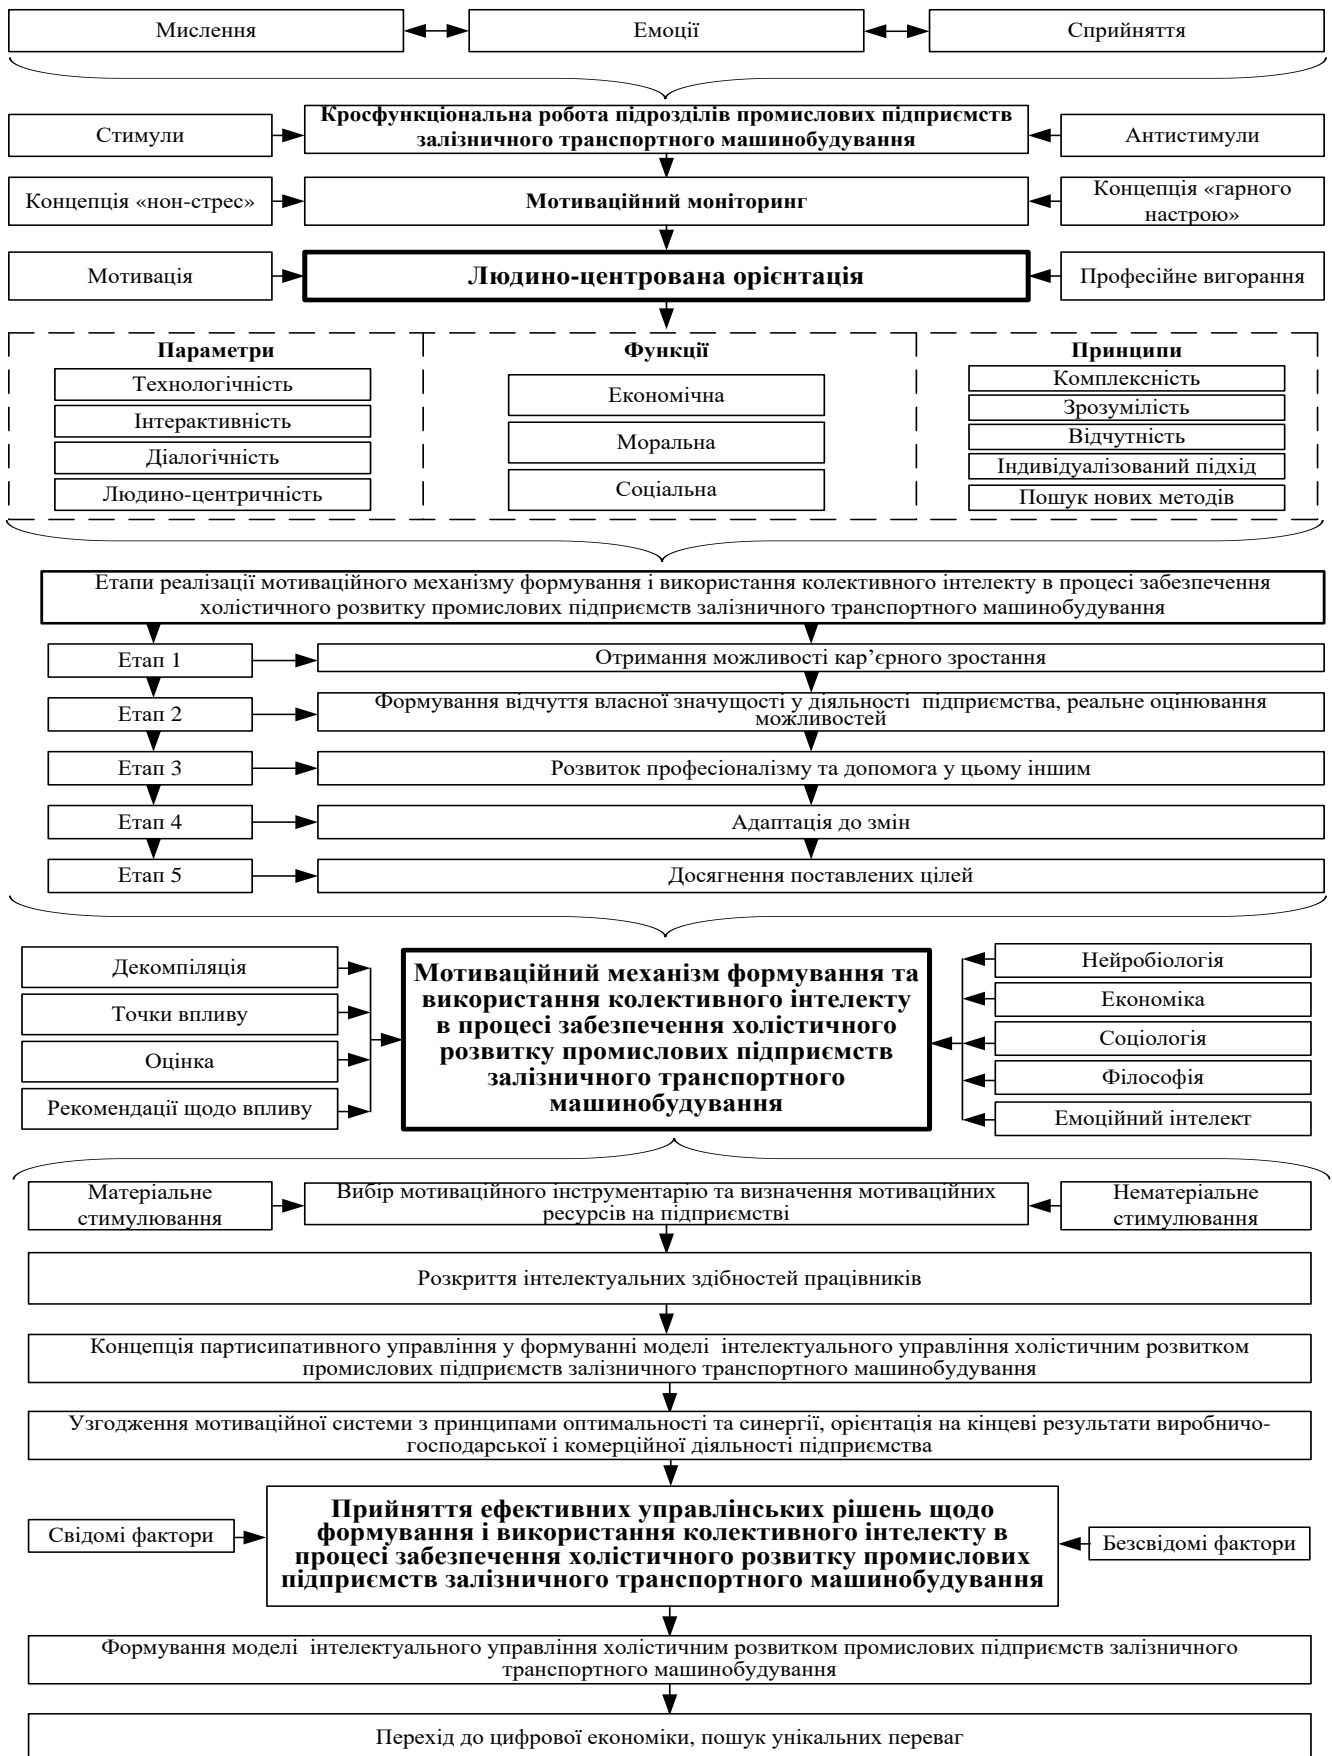 Мислення
Емоції
Сприйняття
Кросфункціональна робота підрозділів промислових підприємств
залізничного транспортного машинобудування
Стимули
Антистимули
Концепція «нон-стрес»
Мотиваційний моніторинг
Концепція «гарного
настрою»
Мотивація
Людино-центрована орієнтація
Професійне вигорання
Параметри
Технологічність
Інтерактивність
Діалогічність
Людино-центричність
Функції
Економічна
Моральна
Соціальна
Принципи
Комплексність
Зрозумілість
Відчутність
Індивідуалізований підхід
Пошук нових методів
Етапи реалізації мотиваційного механізму формування і використання колективного інтелекту в процесі забезпечення
холістичного розвитку промислових підприємств залізничного транспортного машинобудування
Етап 1
Отримання можливості кар’єрного зростання
Етап 2
Формування відчуття власної значущості у діяльності підприємства, реальне оцінювання
можливостей
Етап 3
Розвиток професіоналізму та допомога у цьому іншим
Етап 4
Адаптація до змін
Етап 5
Досягнення поставлених цілей
Декомпіляція
Точки впливу
Оцінка
Рекомендації щодо впливу
Мотиваційний механізм формування та
використання колективного інтелекту
в процесі забезпечення холістичного
розвитку промислових підприємств
залізничного транспортного
машинобудування
Нейробіологія
Економіка
Соціологія
Філософія
Емоційний інтелект
Матеріальне
стимулювання
Вибір мотиваційного інструментарію та визначення мотиваційних
ресурсів на підприємстві
Нематеріальне
стимулювання
Розкриття інтелектуальних здібностей працівників
Концепція партисипативного управління у формуванні моделі інтелектуального управління холістичним розвитком
промислових підприємств залізничного транспортного машинобудування
Узгодження мотиваційної системи з принципами оптимальності та синергії, орієнтація на кінцеві результати виробничо-
господарської і комерційної діяльності підприємства
Свідомі фактори
Прийняття ефективних управлінських рішень щодо
формування і використання колективного інтелекту в
процесі забезпечення холістичного розвитку промислових
підприємств залізничного транспортного машинобудування
Безсвідомі фактори
Формування моделі інтелектуального управління холістичним розвитком промислових підприємств залізничного
транспортного машинобудування
Перехід до цифрової економіки, пошук унікальних переваг